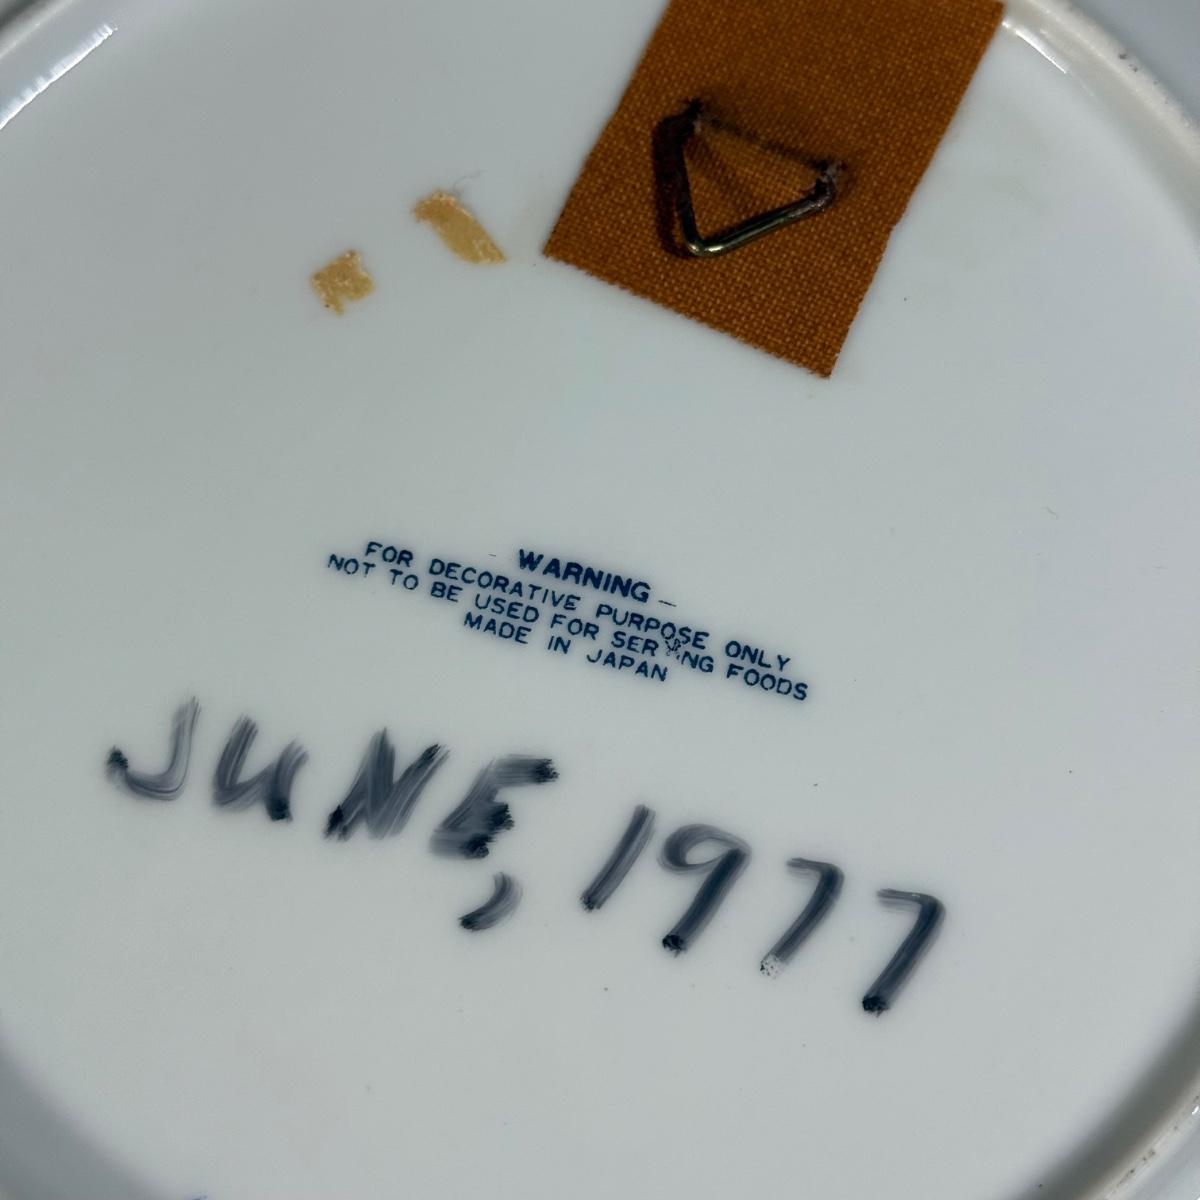 WARNING –
FOR DECORATIVE PURPOSE ONLY
NOT TO BE USED FOR SERVING FOODS
MADE IN JAPAN
JUNE, 1977